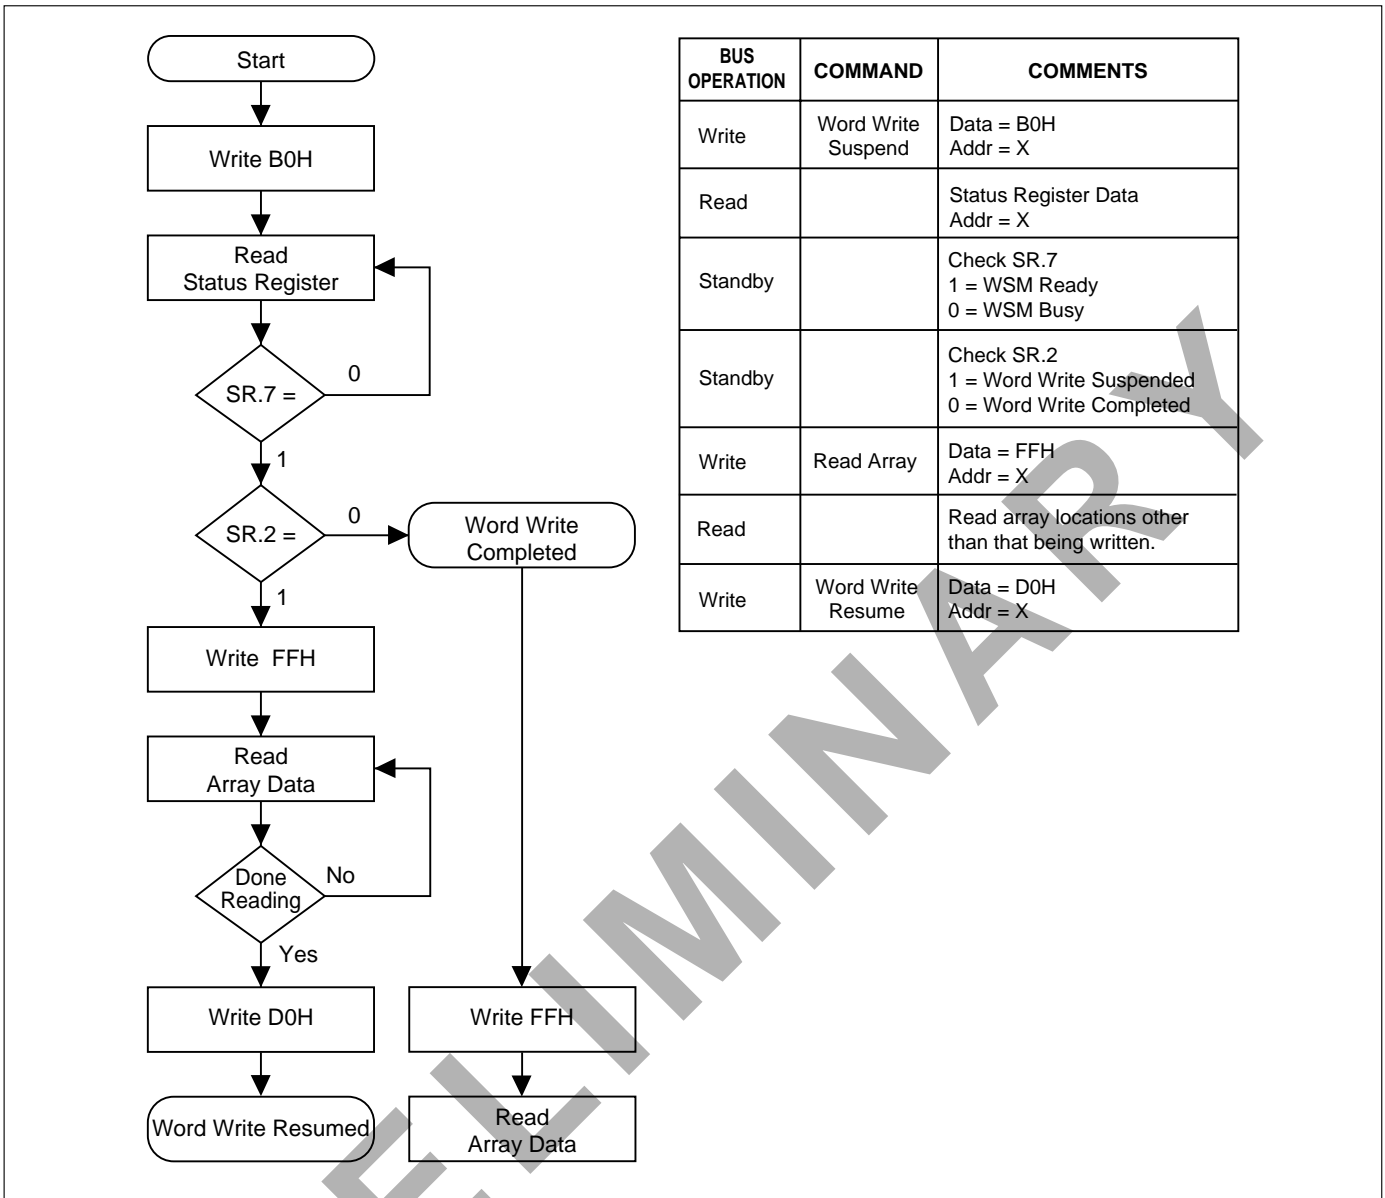 Start
Write B0H
Read
Status Register
SR.7 =
0
1
SR.2 =
0
1
Word Write
Completed
Write FFH
Read
Array Data
Done
Reading
No
Yes
Write D0H
Word Write Resumed
Write FFH
Read
Array Data
BUS
OPERATION
COMMAND
COMMENTS
Write
Word Write
Suspend
Data = B0H
Addr = X
Read
Status Register Data
Addr = X
Standby
Check SR.7
1 = WSM Ready
0 = WSM Busy
Standby
Check SR.2
1 = Word Write Suspended
0 = Word Write Completed
Write
Read Array
Data = FFH
Addr = X
Read
Read array locations other
than that being written.
Write
Word Write
Resume
Data = D0H
Addr = X
ELIMINARY